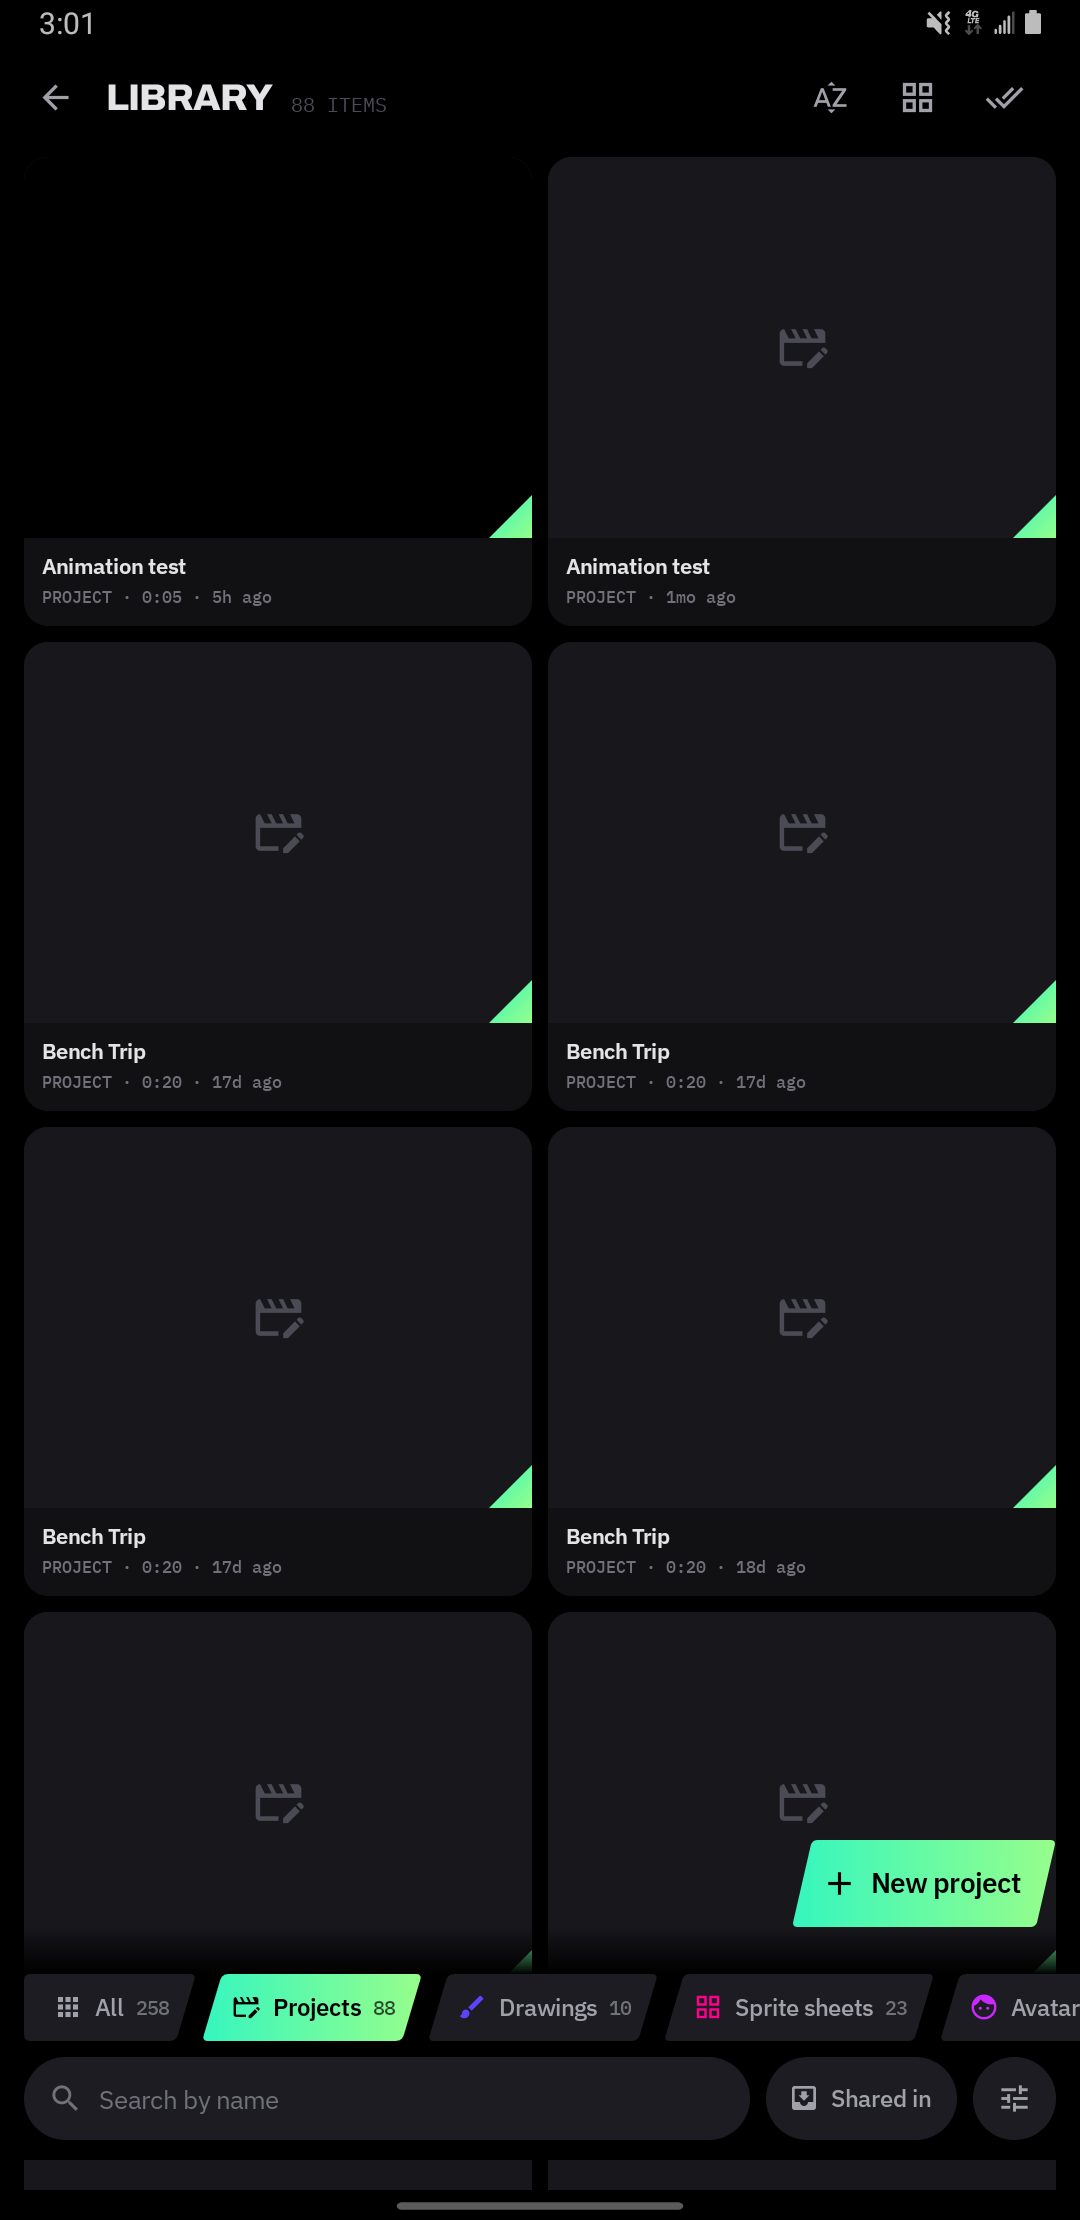 3:01
4G LTE
LIBRARY 88 ITEMS
AZ
Animation test
PROJECT · 0:05 · 5h ago
Animation test
PROJECT · 1mo ago
Bench Trip
PROJECT · 0:20 · 17d ago
Bench Trip
PROJECT · 0:20 · 17d ago
Bench Trip
PROJECT · 0:20 · 17d ago
Bench Trip
PROJECT · 0:20 · 18d ago
+ New project
All 258
Projects 88
Drawings 10
Sprite sheets 23
Avatar
Search by name
Shared in